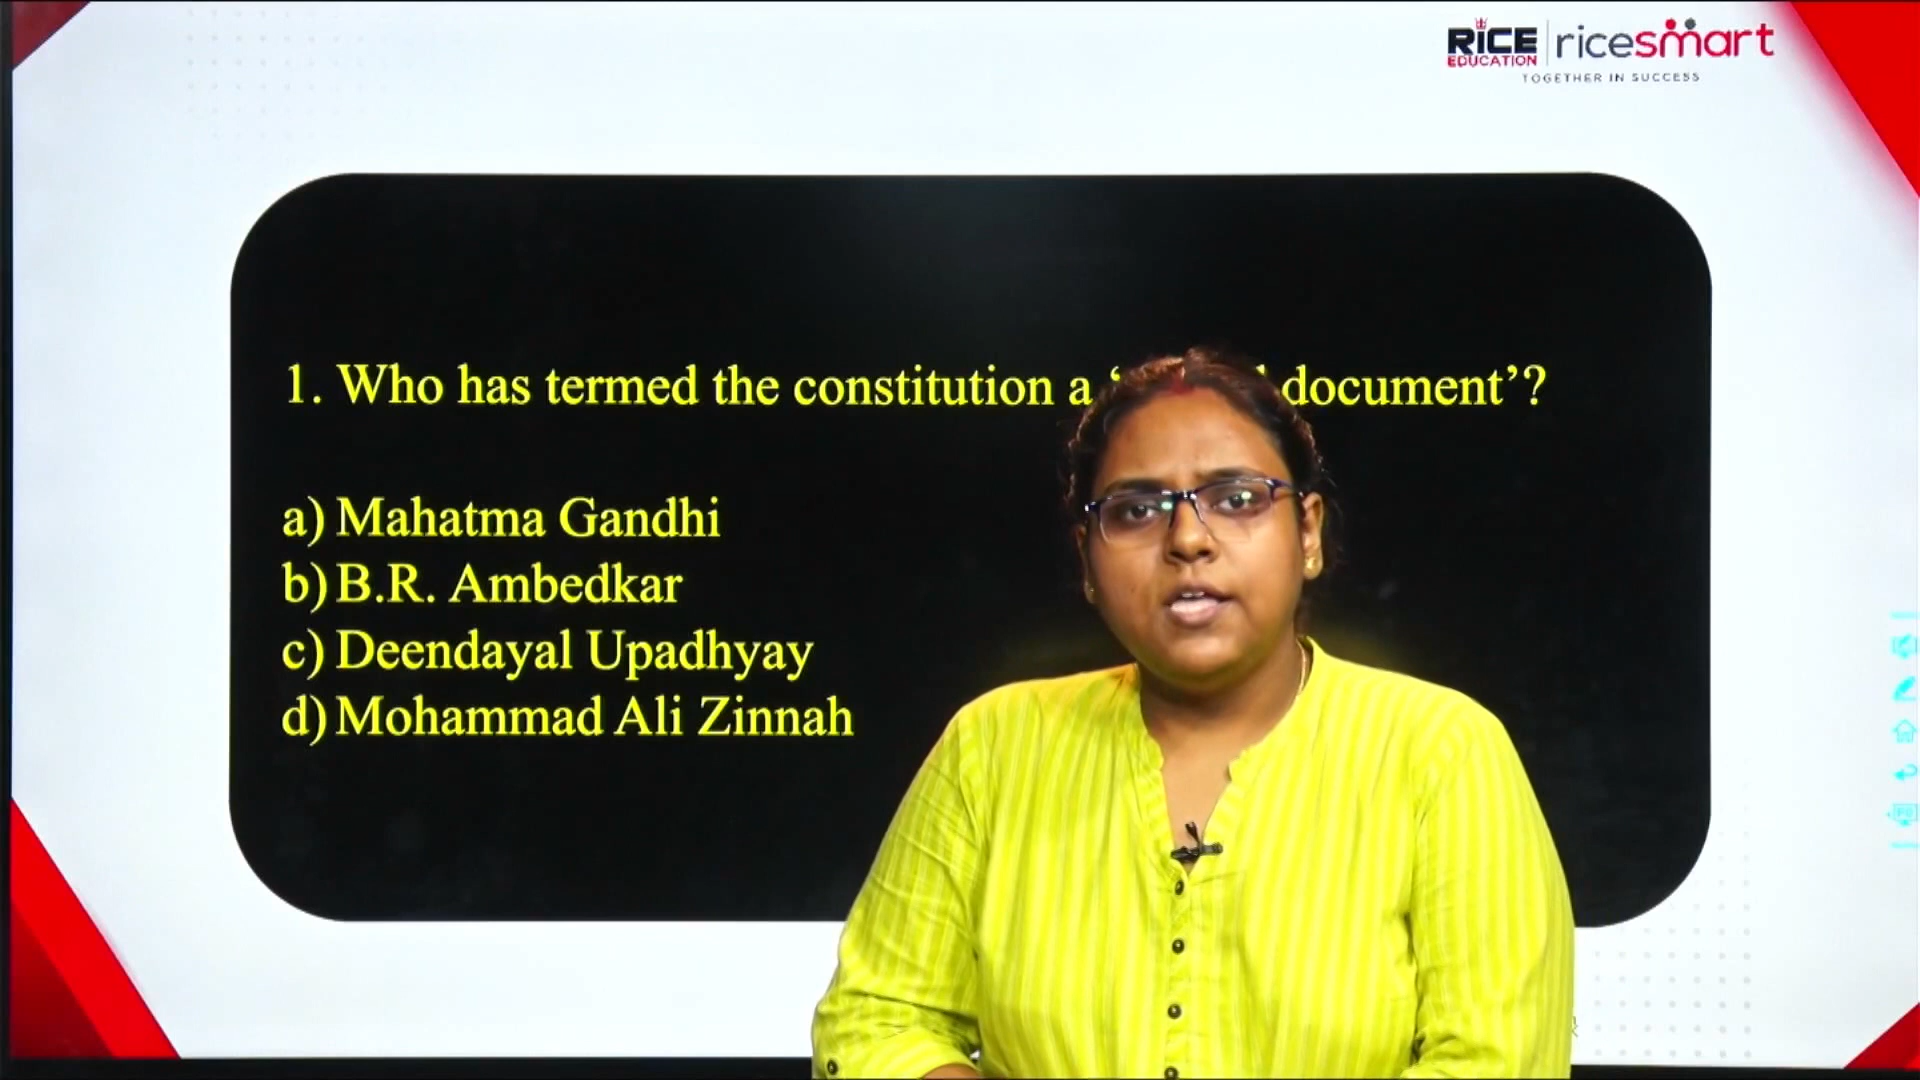 RICE
EDUCATION
ricesmart
TOGETHER IN SUCCESS
1. Who has termed the constitution a ‘ document’?
a) Mahatma Gandhi
b) B.R. Ambedkar
c) Deendayal Upadhyay
d) Mohammad Ali Zinnah